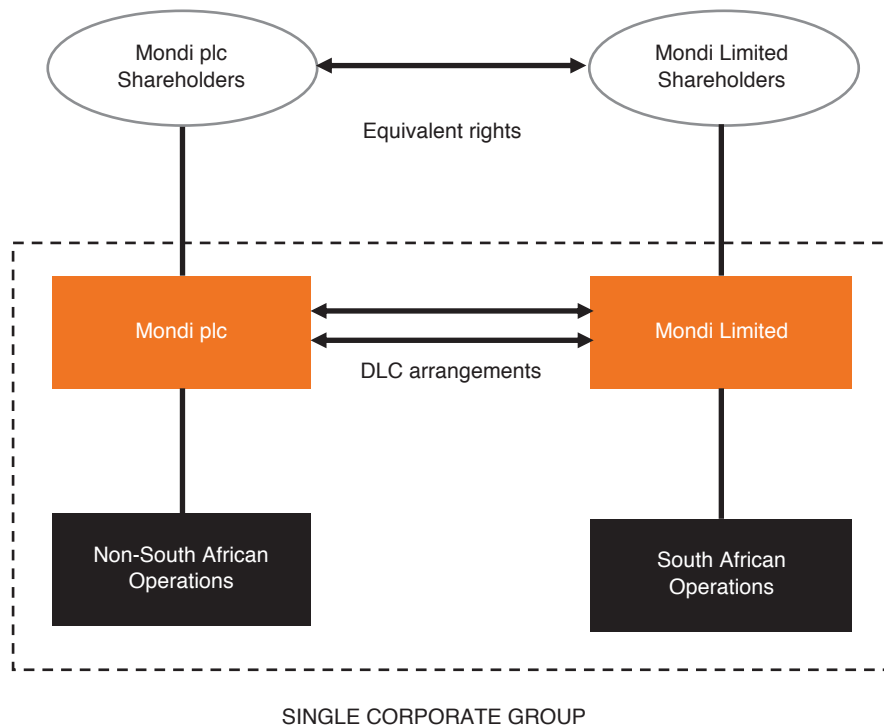 Mondi plc
Shareholders
Mondi Limited
Shareholders
Equivalent rights
Mondi plc
Mondi Limited
DLC arrangements
Non-South African
Operations
South African
Operations
SINGLE CORPORATE GROUP